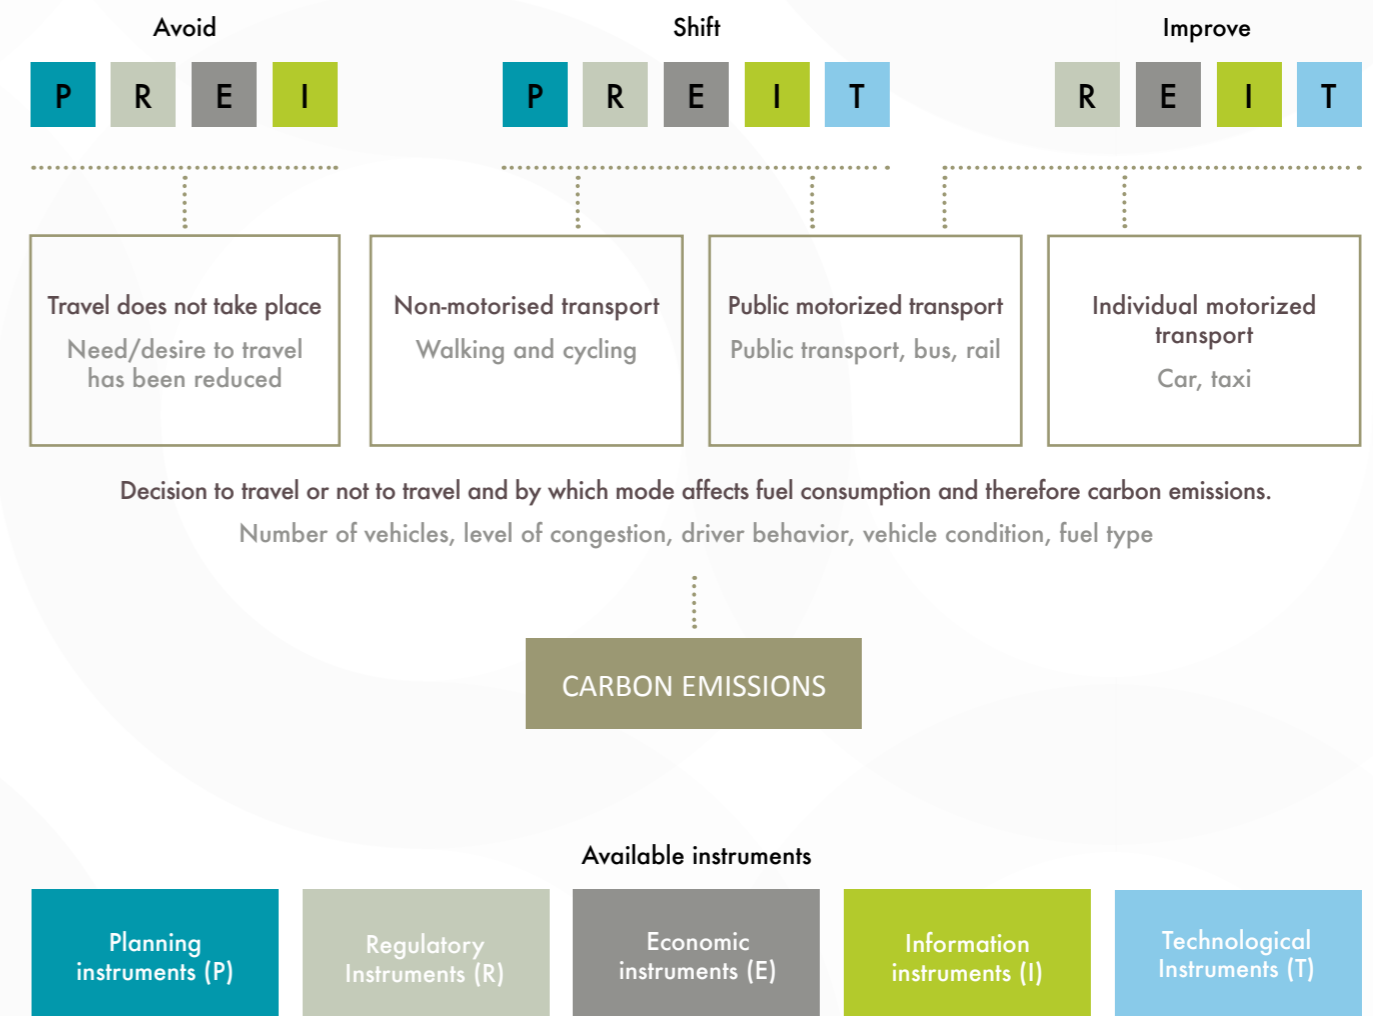 Avoid
Shift
Improve
P R E I
P R E I T
R E I T
Travel does not take place
Need/desire to travel
has been reduced
Non-motorised transport
Walking and cycling
Public motorized transport
Public transport, bus, rail
Individual motorized
transport
Car, taxi
Decision to travel or not to travel and by which mode affects fuel consumption and therefore carbon emissions.
Number of vehicles, level of congestion, driver behavior, vehicle condition, fuel type
CARBON EMISSIONS
Available instruments
Planning
instruments (P)
Regulatory
Instruments (R)
Economic
instruments (E)
Information
instruments (I)
Technological
Instruments (T)